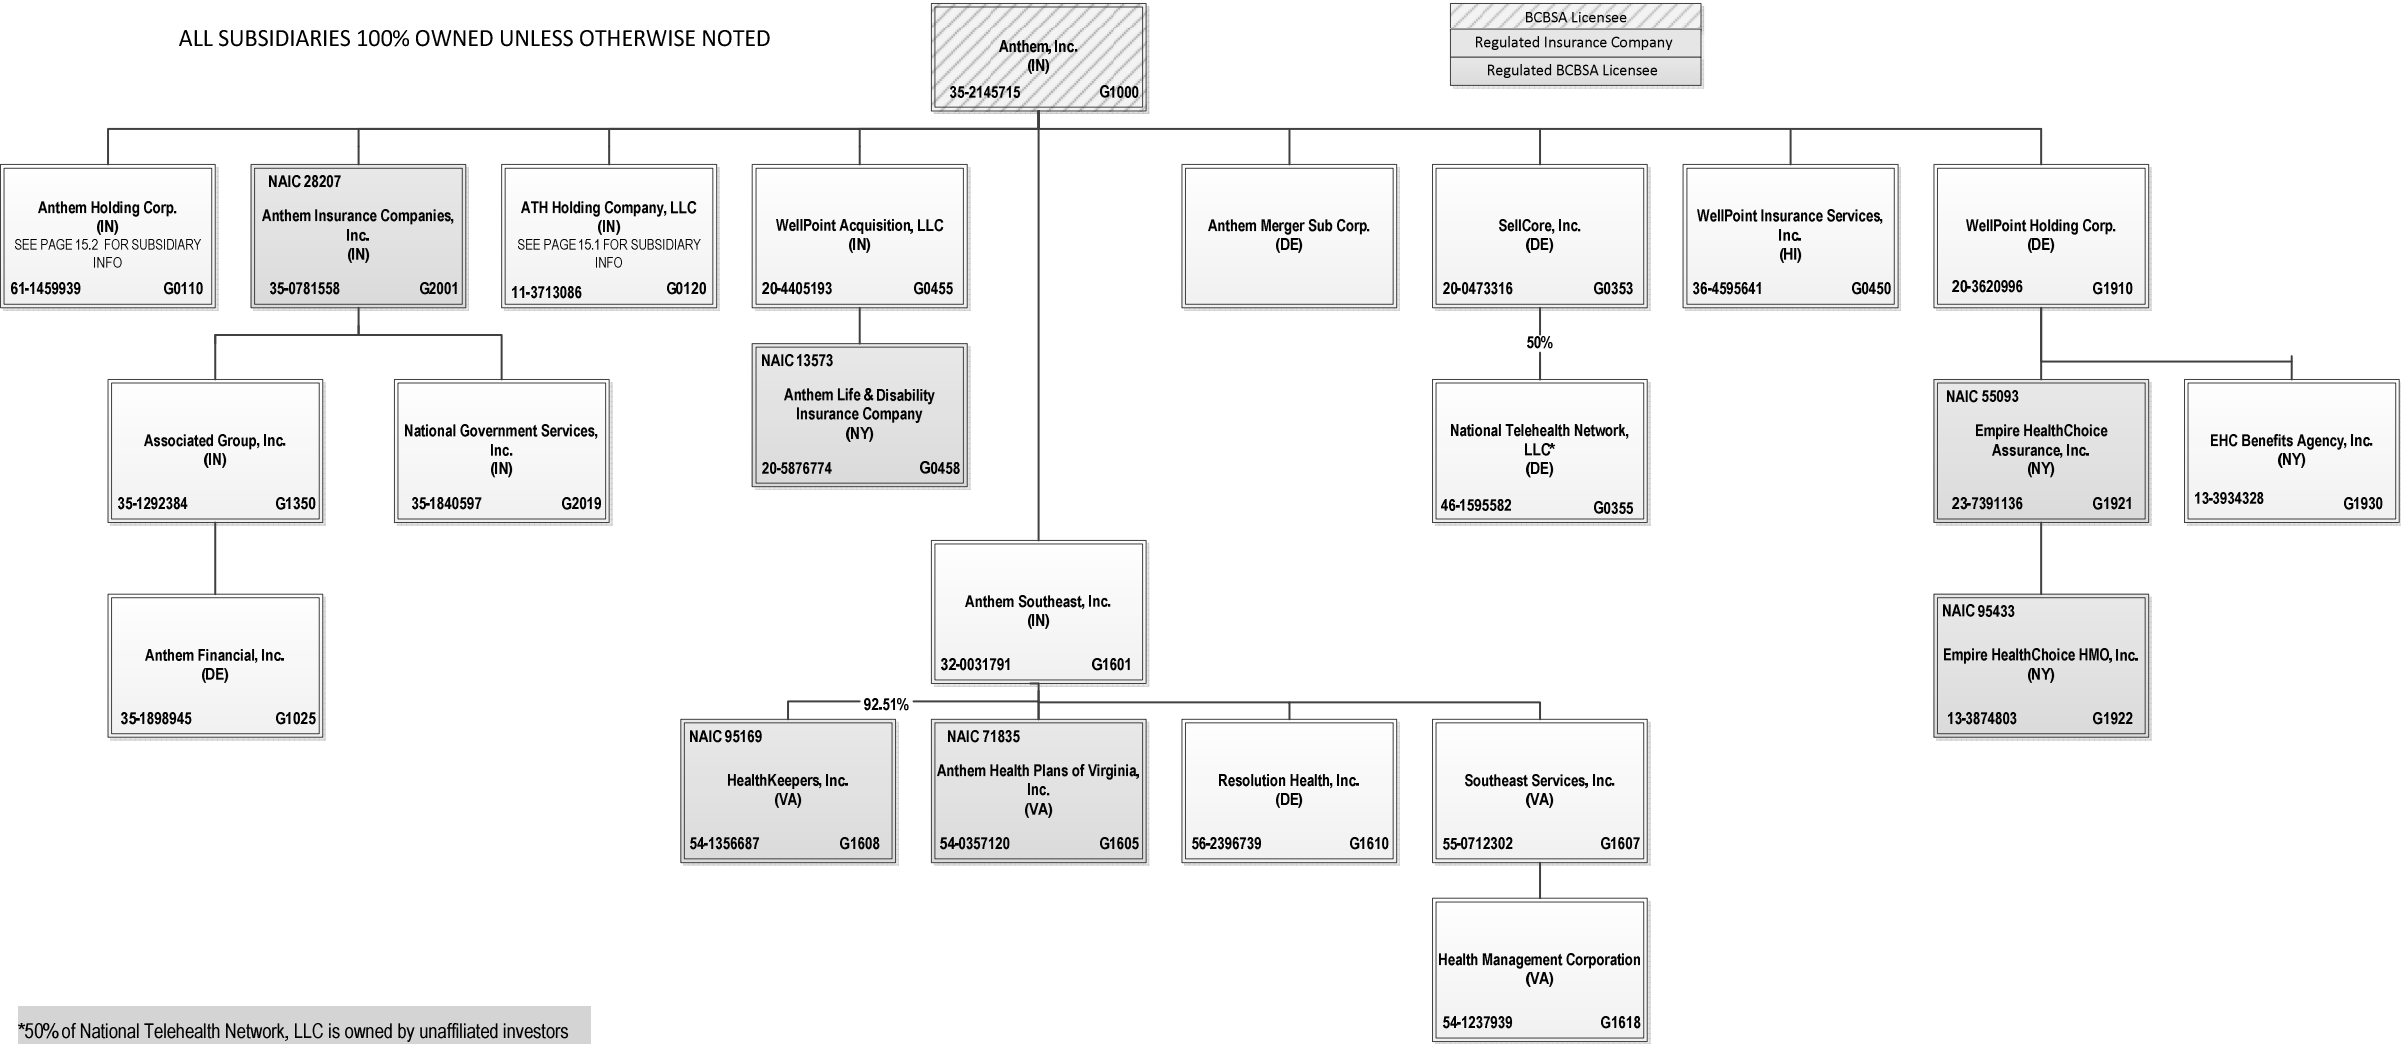 ALL SUBSIDIARIES 100% OWNED UNLESS OTHERWISE NOTED
Anthem, Inc.
(IN)
35-2145715 G1000
BCBSA Licensee
Regulated Insurance Company
Regulated BCBSA Licensee
Anthem Holding Corp.
(IN)
SEE PAGE 15.2 FOR SUBSIDIARY
INFO
61-1459939 G0110
NAIC 28207
Anthem Insurance Companies,
Inc.
(IN)
35-0781558 G2001
ATH Holding Company, LLC
(IN)
SEE PAGE 15.1 FOR SUBSIDIARY
INFO
11-3713086 G0120
WellPoint Acquisition, LLC
(IN)
20-4405193 G0455
Anthem Merger Sub Corp.
(DE)
SellCore, Inc.
(DE)
20-0473316 G0353
WellPoint Insurance Services,
Inc.
(HI)
36-4595641 G0450
WellPoint Holding Corp.
(DE)
20-3620996 G1910
50%
Associated Group, Inc.
(IN)
35-1292384 G1350
National Government Services,
Inc.
(IN)
35-1840597 G2019
NAIC 13573
Anthem Life & Disability
Insurance Company
(NY)
20-5876774 G0458
National Telehealth Network,
LLC*
(DE)
46-1595582 G0355
NAIC 55093
Empire HealthChoice
Assurance, Inc.
(NY)
23-7391136 G1921
EHC Benefits Agency, Inc.
(NY)
13-3934328 G1930
Anthem Southeast, Inc.
(IN)
32-0031791 G1601
Anthem Financial, Inc.
(DE)
35-1898945 G1025
NAIC 95433
Empire HealthChoice HMO, Inc.
(NY)
13-3874803 G1922
92.51%
NAIC 95169
HealthKeepers, Inc.
(VA)
54-1356687 G1608
NAIC 71835
Anthem Health Plans of Virginia,
Inc.
(VA)
54-0357120 G1605
Resolution Health, Inc.
(DE)
56-2396739 G1610
Southeast Services, Inc.
(VA)
55-0712302 G1607
Health Management Corporation
(VA)
54-1237939 G1618
*50% of National Telehealth Network, LLC is owned by unaffiliated investors